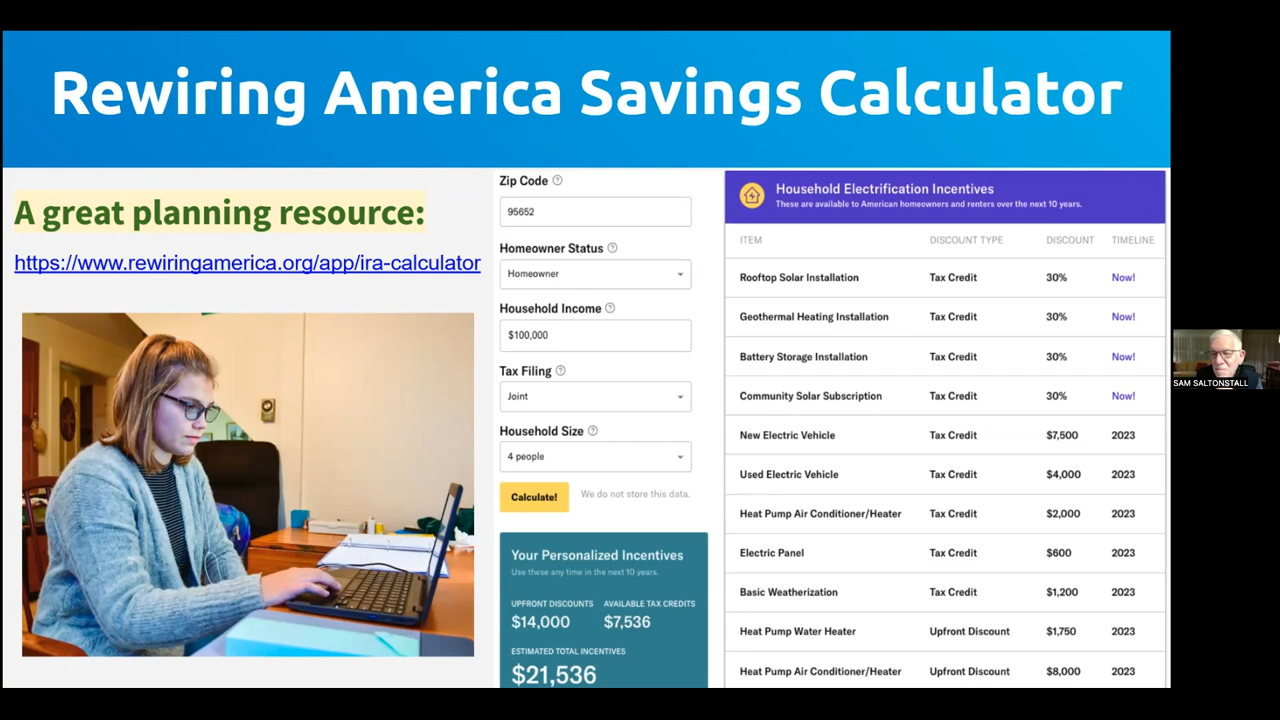 Rewiring America Savings Calculator
A great planning resource:
https://www.rewiringamerica.org/app/ira-calculator
Zip Code
95652
Homeowner Status
Homeowner
Household Income
$100,000
Tax Filing
Joint
Household Size
4 people
Calculate!
We do not store this data.
Your Personalized Incentives
Use these any time in the next 10 years.
UPFRONT DISCOUNTS AVAILABLE TAX CREDITS
$14,000 $7,536
ESTIMATED TOTAL INCENTIVES
$21,536
Household Electrification Incentives
These are available to American homeowners and renters over the next 10 years.
ITEM DISCOUNT TYPE DISCOUNT TIMELINE
Rooftop Solar Installation Tax Credit 30% Now!
Geothermal Heating Installation Tax Credit 30% Now!
Battery Storage Installation Tax Credit 30% Now!
Community Solar Subscription Tax Credit 30% Now!
New Electric Vehicle Tax Credit $7,500 2023
Used Electric Vehicle Tax Credit $4,000 2023
Heat Pump Air Conditioner/Heater Tax Credit $2,000 2023
Electric Panel Tax Credit $600 2023
Basic Weatherization Tax Credit $1,200 2023
Heat Pump Water Heater Upfront Discount $1,750 2023
Heat Pump Air Conditioner/Heater Upfront Discount $8,000 2023
SAM SALTONSTALL